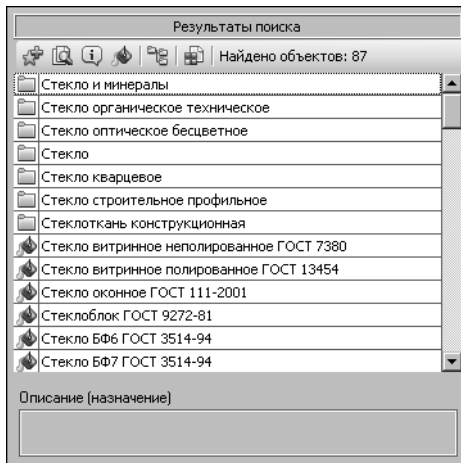 Результаты поиска
Найдено объектов: 87
Стекло и минералы
Стекло органическое техническое
Стекло оптическое бесцветное
Стекло
Стекло кварцевое
Стекло строительное профильное
Стеклоткань конструкционная
Стекло витринное неполированное ГОСТ 7380
Стекло витринное полированное ГОСТ 13454
Стекло оконное ГОСТ 111-2001
Стеклоблок ГОСТ 9272-81
Стекло БФ6 ГОСТ 3514-94
Стекло БФ7 ГОСТ 3514-94
Описание (назначение)